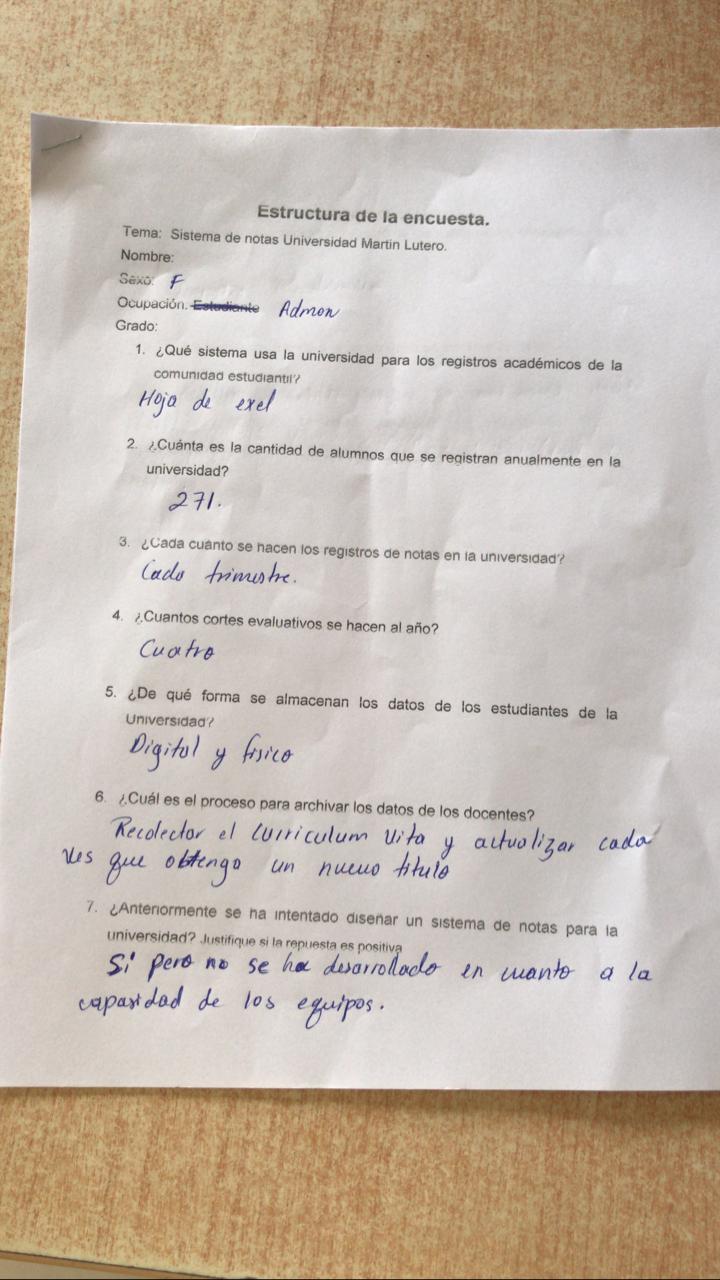 Estructura de la encuesta.
Tema: Sistema de notas Universidad Martin Lutero.
Nombre:
Sexo: F
Ocupación. Estudiante Admon
Grado:
1. ¿Qué sistema usa la universidad para los registros académicos de la
comunidad estudiantil?
Hoja de exel
2. ¿Cuánta es la cantidad de alumnos que se registran anualmente en la
universidad?
271.
3. ¿Cada cuánto se hacen los registros de notas en la universidad?
Cada trimestre.
4. ¿Cuantos cortes evaluativos se hacen al año?
Cuatro
5. ¿De qué forma se almacenan los datos de los estudiantes de la
Universidad?
Digital y fisico
6. ¿Cuál es el proceso para archivar los datos de los docentes?
Recolectar el curriculum vita y actualizar cada
ves que obtenga un nuevo titulo
7. ¿Anteriormente se ha intentado diseñar un sistema de notas para la
universidad? Justifique si la repuesta es positiva
Si pero no se ha desarrollado en cuanto a la
capasidad de los equipos.